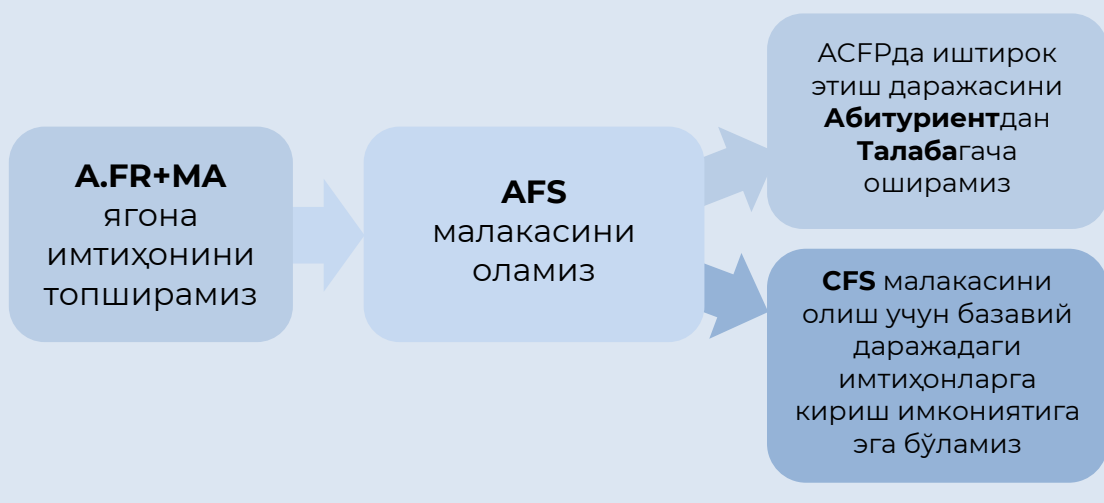 A.FR+MA
ягона
имтиҳонини
топширамиз
AFS
малакасини
оламиз
ACFPда иштирок
этиш даражасини
Абитуриентдан
Талабагача
оширамиз
CFS малакасини
олиш учун базавий
даражадаги
имтиҳонларга
кириш имкониятига
эга бўламиз